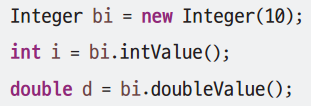 Integer bi = new Integer(10);
int i = bi.intValue();
double d = bi.doubleValue();